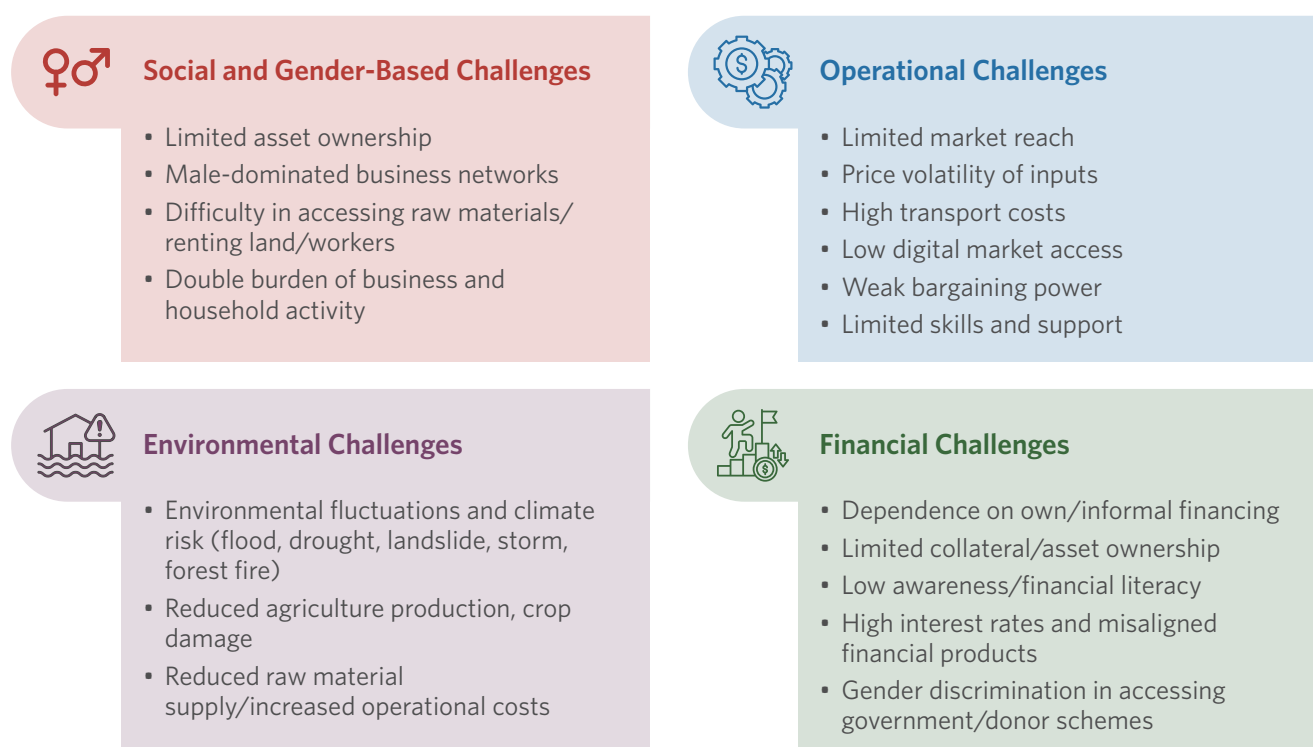 Social and Gender-Based Challenges
• Limited asset ownership
• Male-dominated business networks
• Difficulty in accessing raw materials/
renting land/workers
• Double burden of business and
household activity
Operational Challenges
• Limited market reach
• Price volatility of inputs
• High transport costs
• Low digital market access
• Weak bargaining power
• Limited skills and support
Environmental Challenges
• Environmental fluctuations and climate
risk (flood, drought, landslide, storm,
forest fire)
• Reduced agriculture production, crop
damage
• Reduced raw material
supply/increased operational costs
Financial Challenges
• Dependence on own/informal financing
• Limited collateral/asset ownership
• Low awareness/financial literacy
• High interest rates and misaligned
financial products
• Gender discrimination in accessing
government/donor schemes